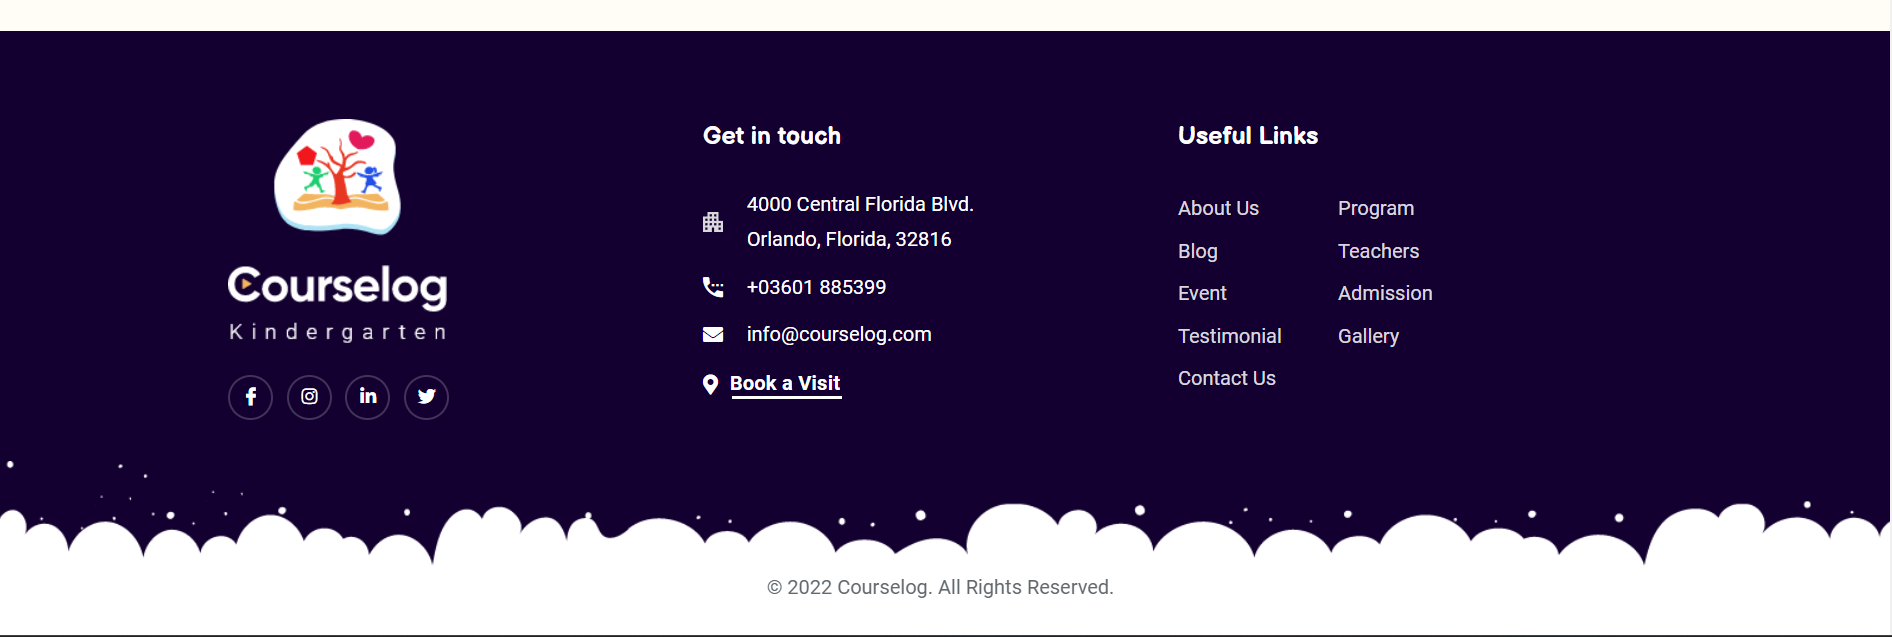 Courselog
Kindergarten
Get in touch
4000 Central Florida Blvd.
Orlando, Florida, 32816
+03601 885399
info@courselog.com
Book a Visit
Useful Links
About Us
Blog
Event
Testimonial
Contact Us
Program
Teachers
Admission
Gallery
© 2022 Courselog. All Rights Reserved.